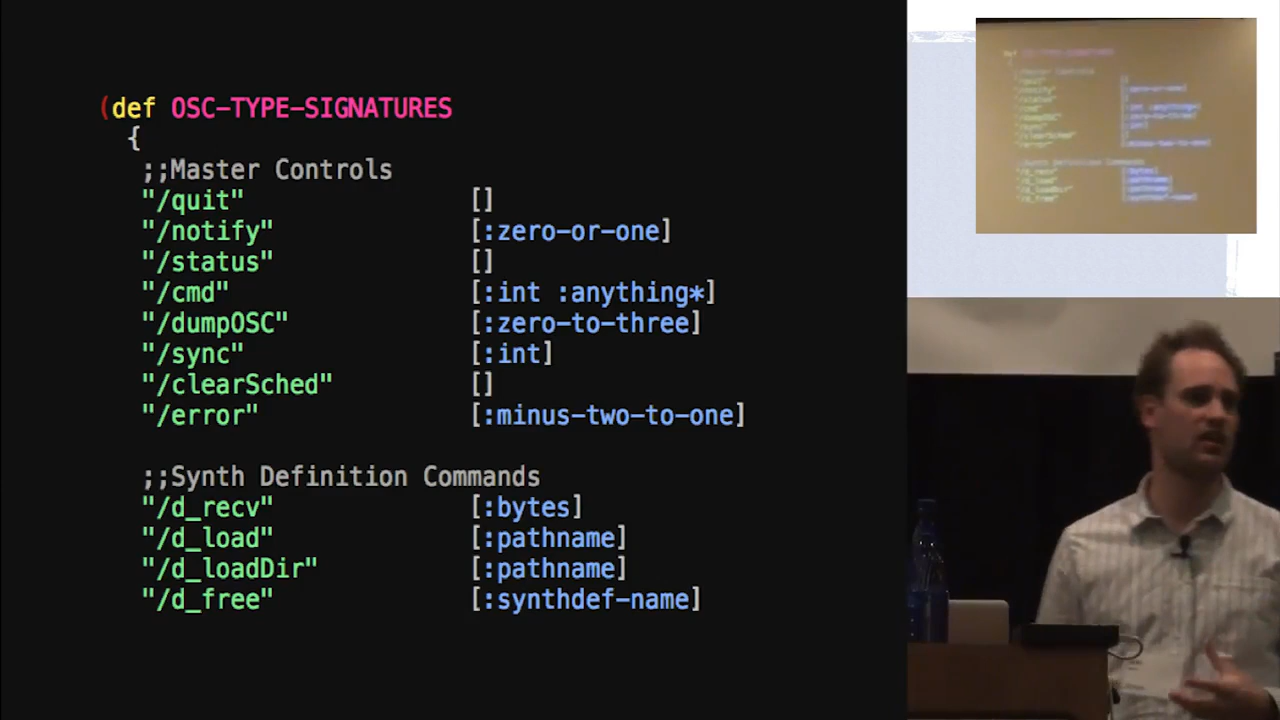 (def OSC-TYPE-SIGNATURES
{
;;Master Controls
"/quit" []
"/notify" [:zero-or-one]
"/status" []
"/cmd" [:int :anything*]
"/dumpOSC" [:zero-to-three]
"/sync" [:int]
"/clearSched" []
"/error" [:minus-two-to-one]
;;Synth Definition Commands
"/d_recv" [:bytes]
"/d_load" [:pathname]
"/d_loadDir" [:pathname]
"/d_free" [:synthdef-name]